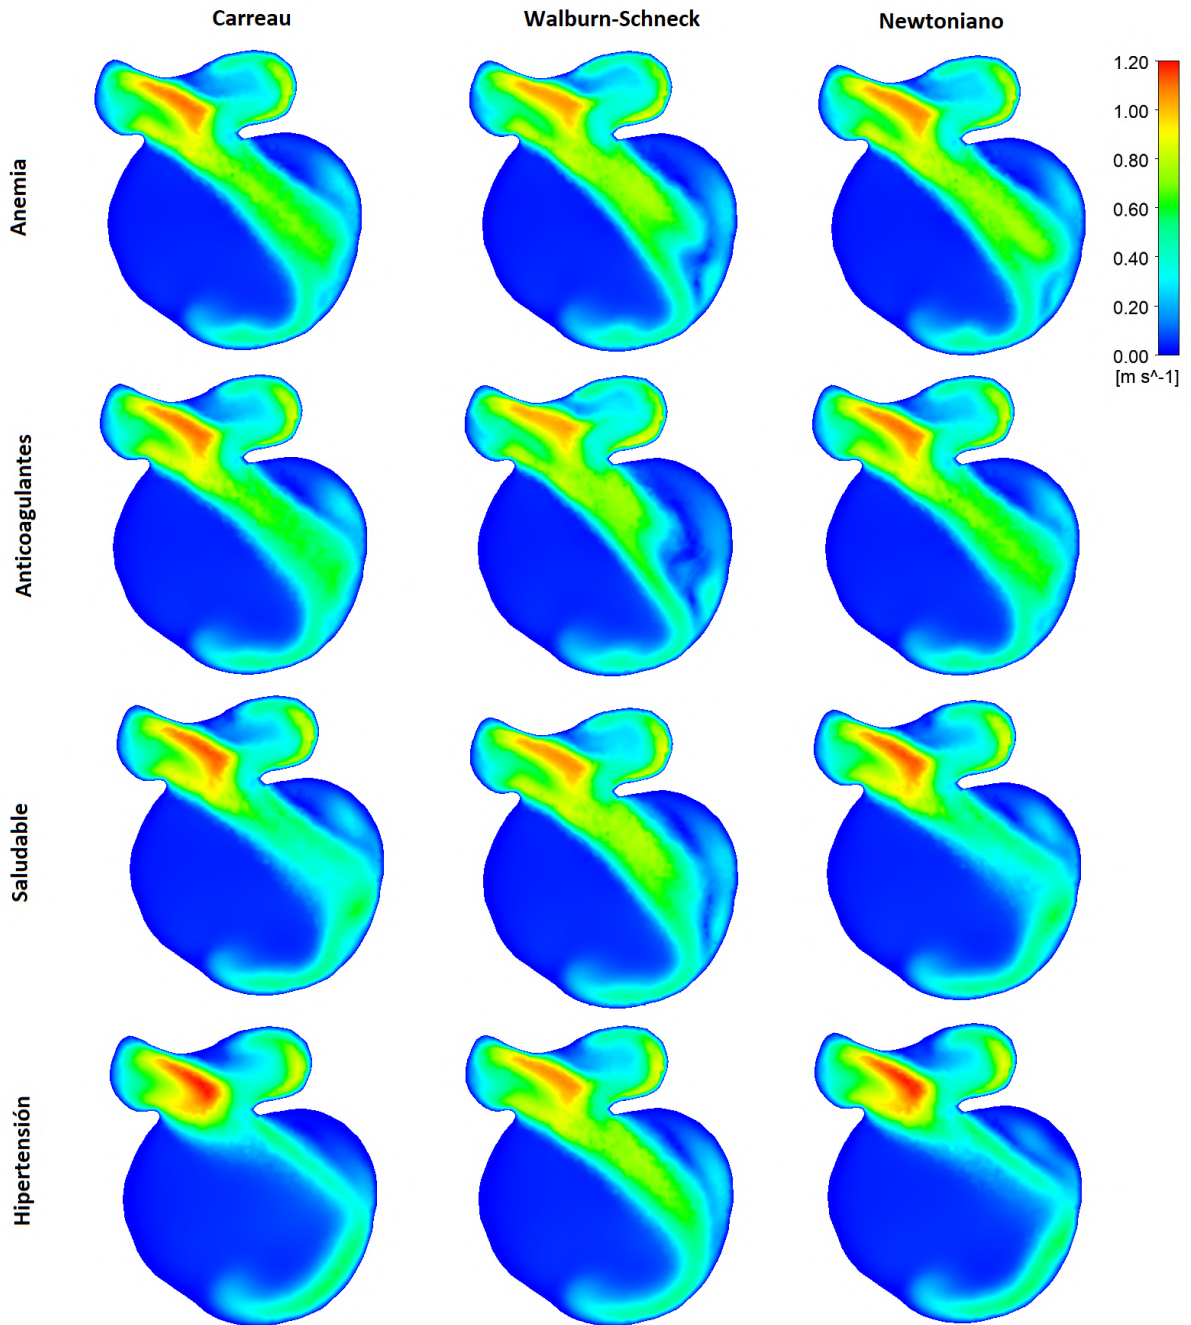 Carreau
Walburn-Schneck
Newtoniano
1.20
1.00
0.80
0.60
0.40
0.20
0.00
[m s^-1]
Anemia
Anticoagulantes
Saludable
Hipertensión